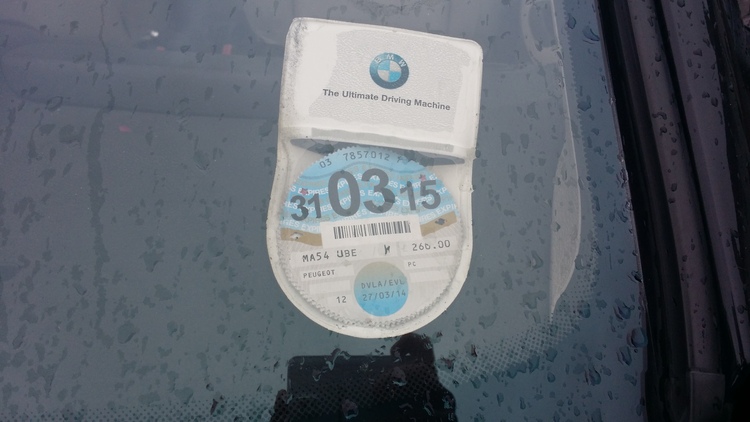 BMW
The Ultimate Driving Machine
03 7857012
31 03 15
MA54 UBE 266.00
PEUGEOT PC
DVLA/EVL
12 27/03/14